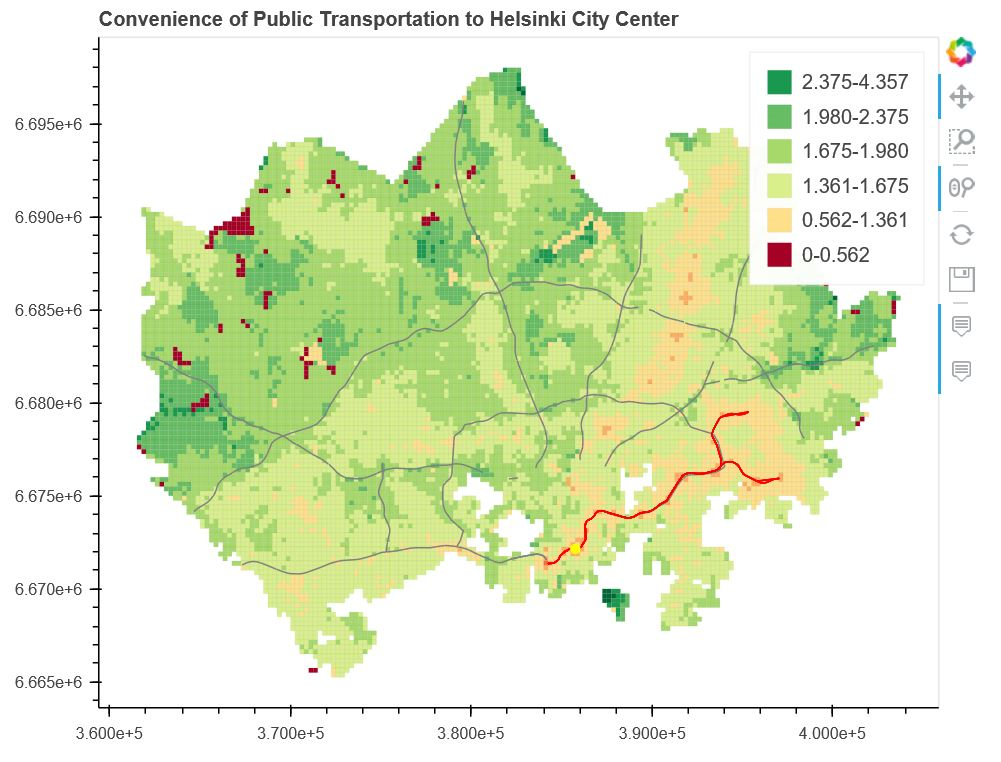 Convenience of Public Transportation to Helsinki City Center
2.375-4.357
1.980-2.375
1.675-1.980
1.361-1.675
0.562-1.361
0-0.562
6.695e+6
6.690e+6
6.685e+6
6.680e+6
6.675e+6
6.670e+6
6.665e+6
3.600e+5 3.700e+5 3.800e+5 3.900e+5 4.000e+5